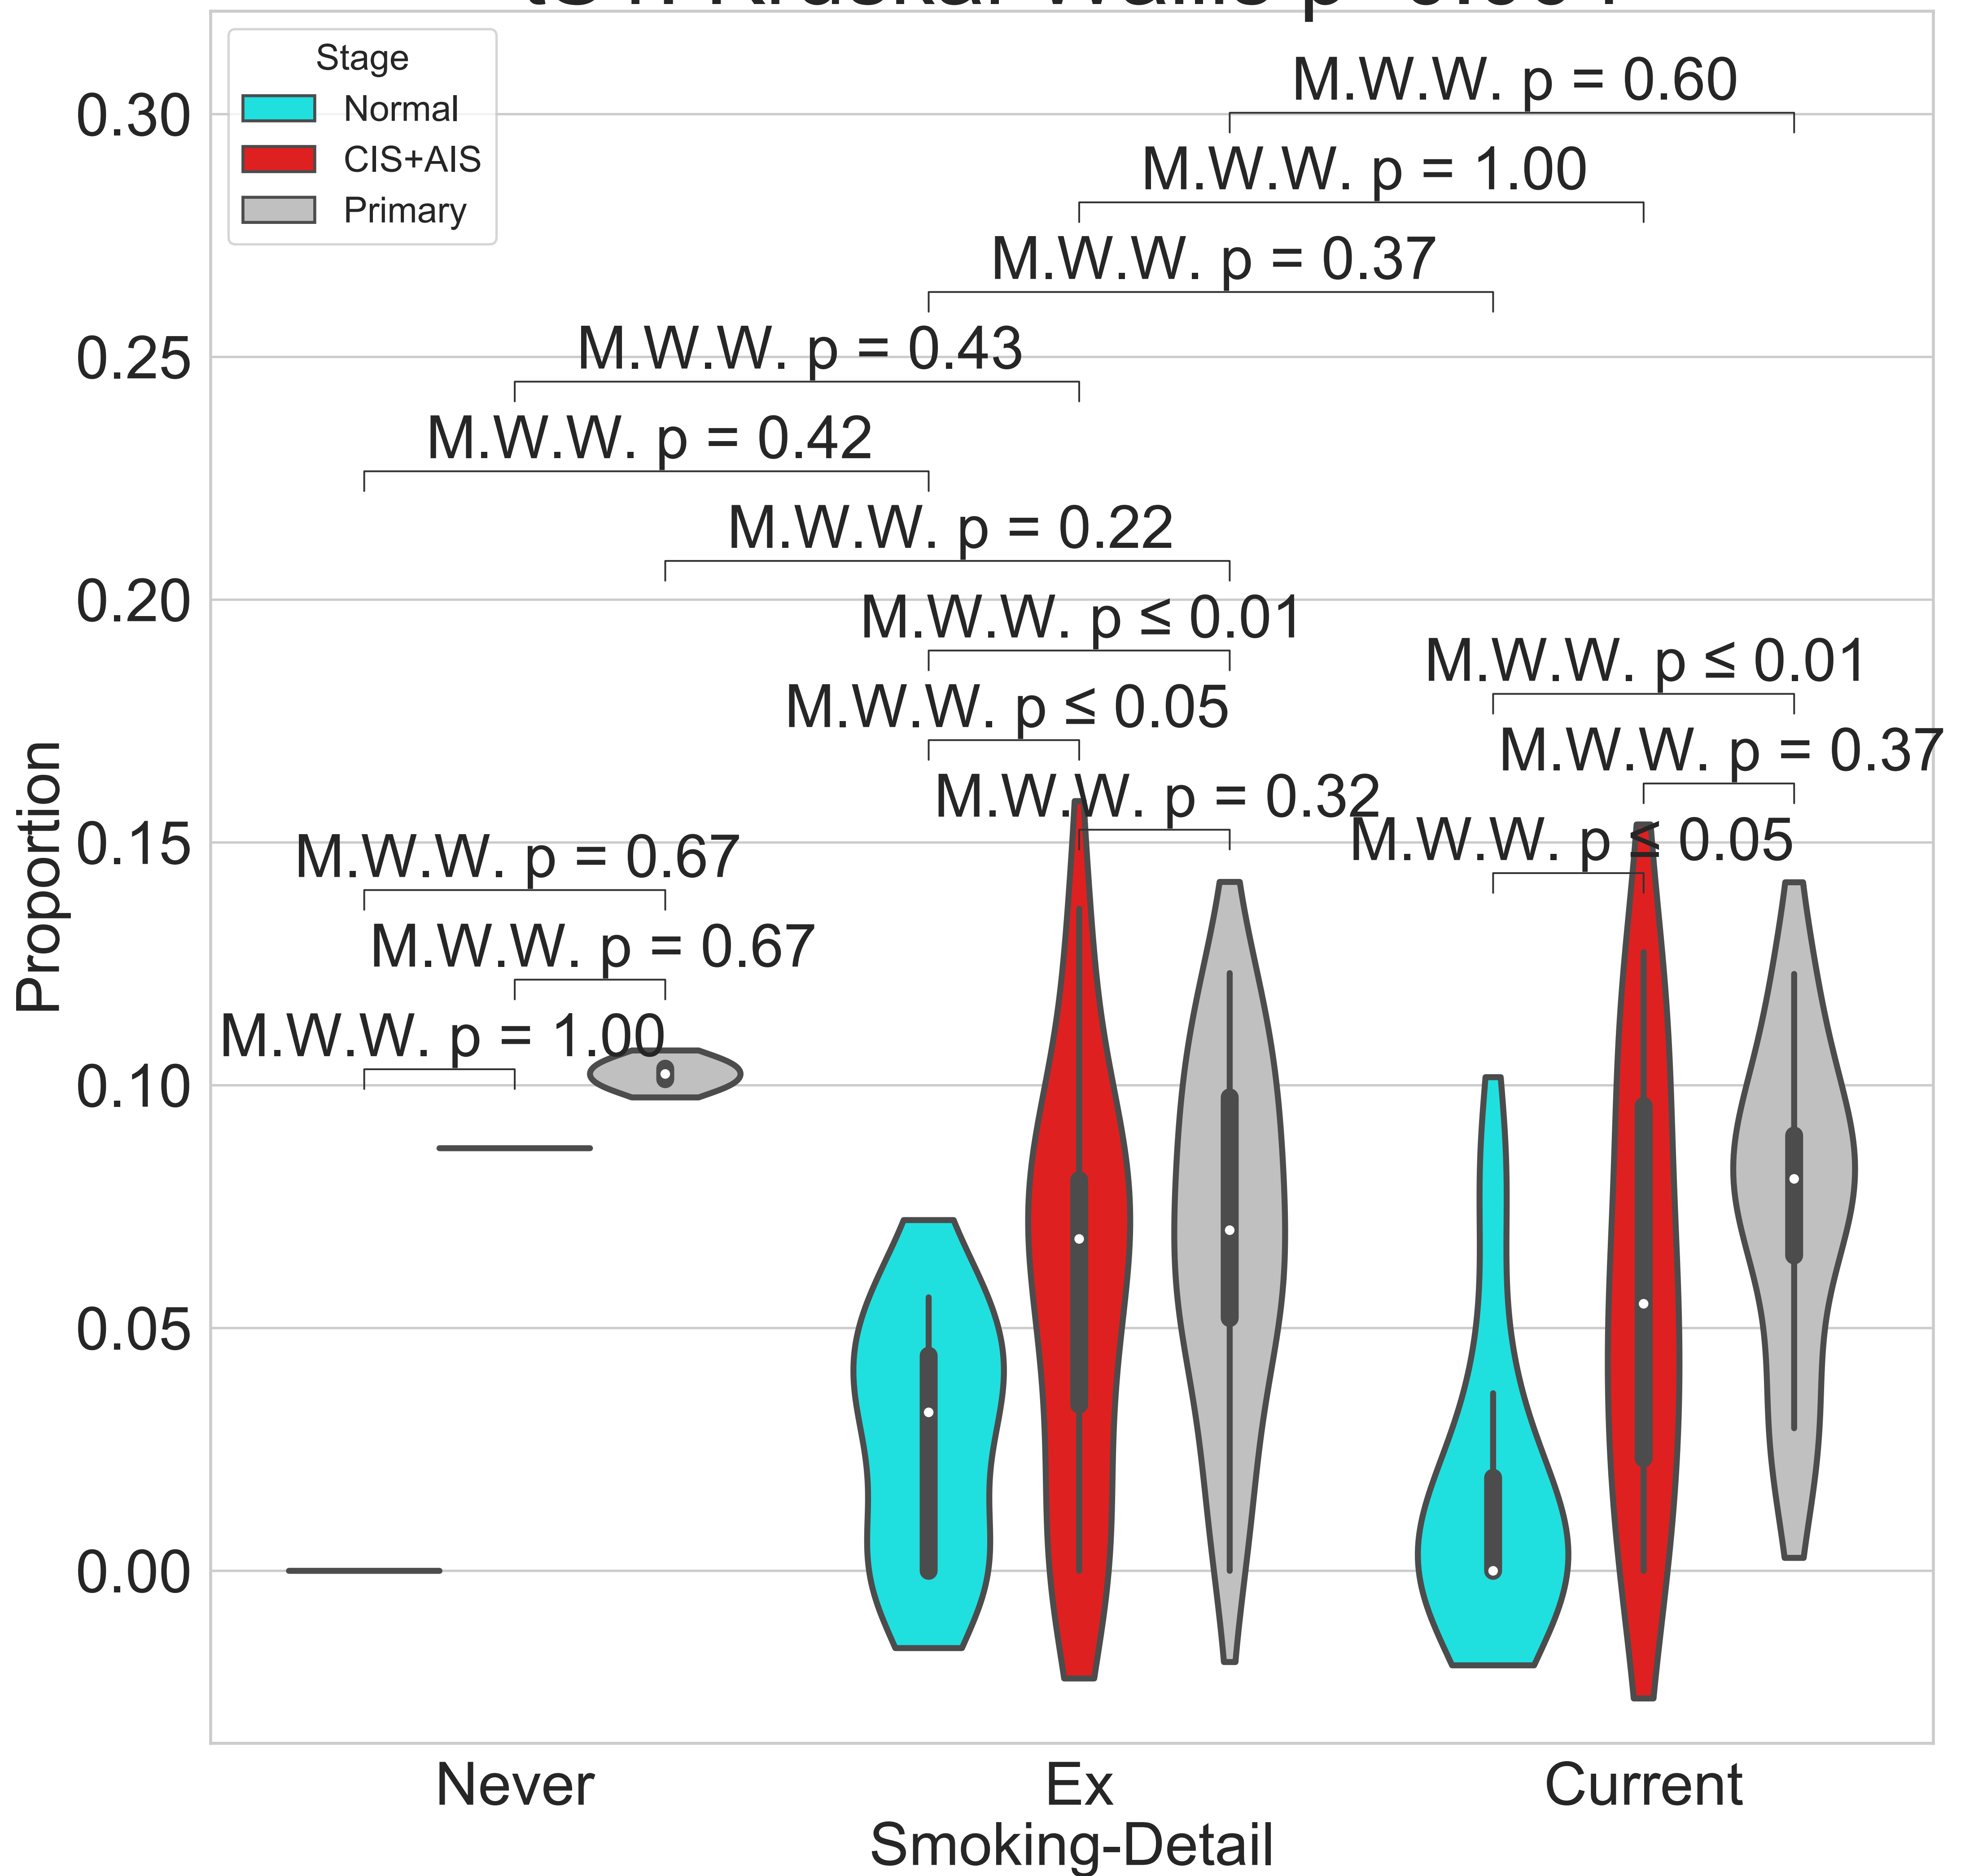 Stage
Normal
CIS+AIS
Primary
M.W.W. p = 0.60
M.W.W. p = 1.00
M.W.W. p = 0.37
M.W.W. p = 0.43
M.W.W. p = 0.42
M.W.W. p = 0.22
M.W.W. p ≤ 0.01
M.W.W. p ≤ 0.01
M.W.W. p ≤ 0.05
M.W.W. p = 0.37
M.W.W. p = 0.32
M.W.W. p ≤ 0.05
M.W.W. p = 0.67
M.W.W. p = 0.67
M.W.W. p = 1.00
0.30
0.25
0.20
0.15
0.10
0.05
0.00
Proportion
Never
Ex
Current
Smoking-Detail